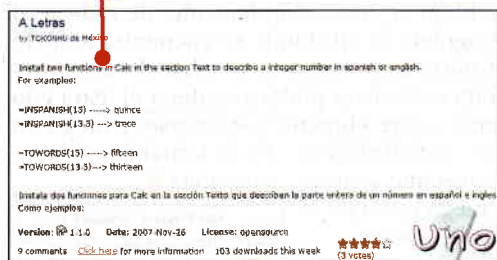 A Letras
by TOKONHU de México
Install two functions in Calc in the section Text to describo a integer number in spanish or english.
For examples:
=INSPANISH(15) ----> quince
=INSPANISH(13.5) ---> trece
=TOWORDS(15) -----> fifteen
=TOWORDS(13.5)---> thirteen
Instala dos funciones para Calc en la sección Texto que describan la parte entera de un número en español e ingles
Como ejemplos:
Version: 1.1.0 Date: 2007-Nov-26 License: opensource
9 comments Click here for more information 103 downloads this week (3 votes)
Uno